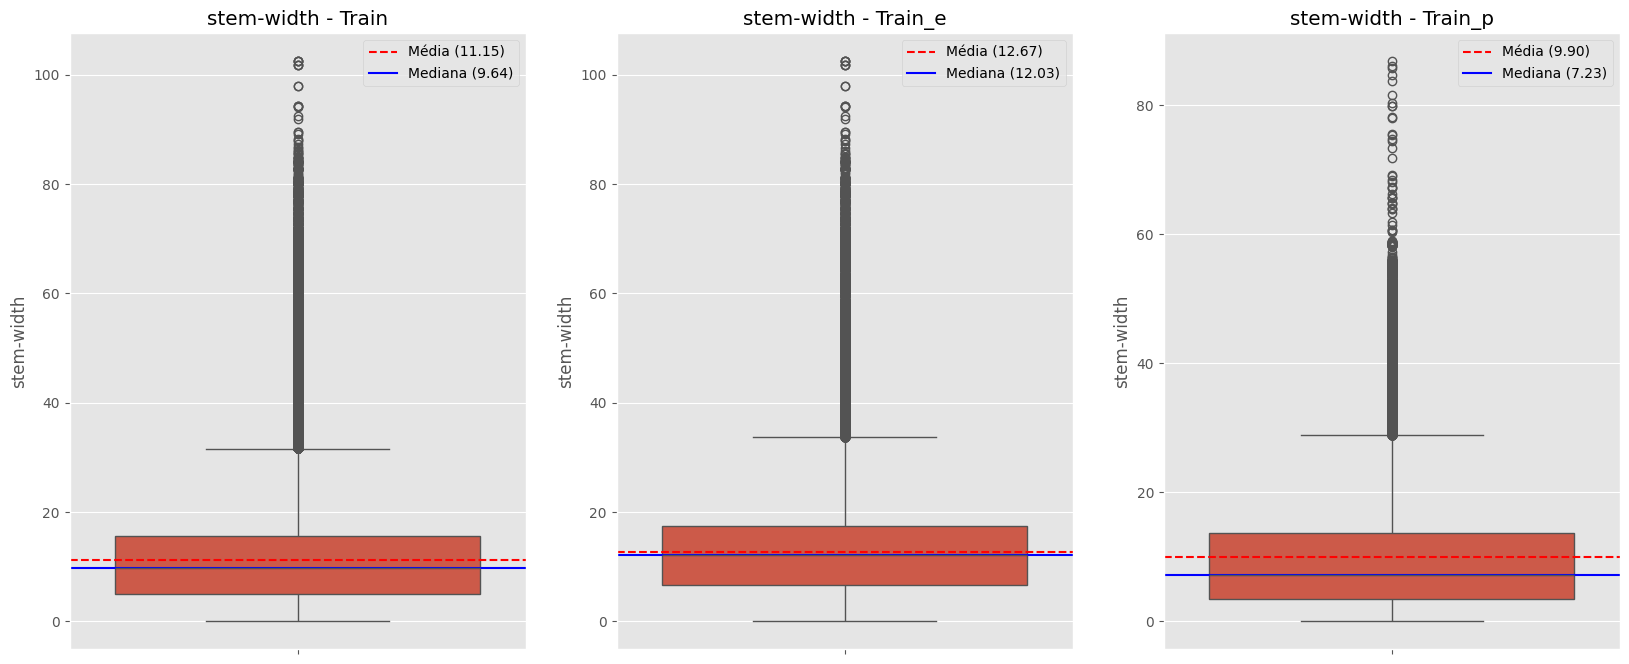 stem-width - Train
Média (11.15)
Mediana (9.64)
100
80
60
40
20
0
stem-width
stem-width - Train_e
Média (12.67)
Mediana (12.03)
100
80
60
40
20
0
stem-width
stem-width - Train_p
Média (9.90)
Mediana (7.23)
80
60
40
20
0
stem-width